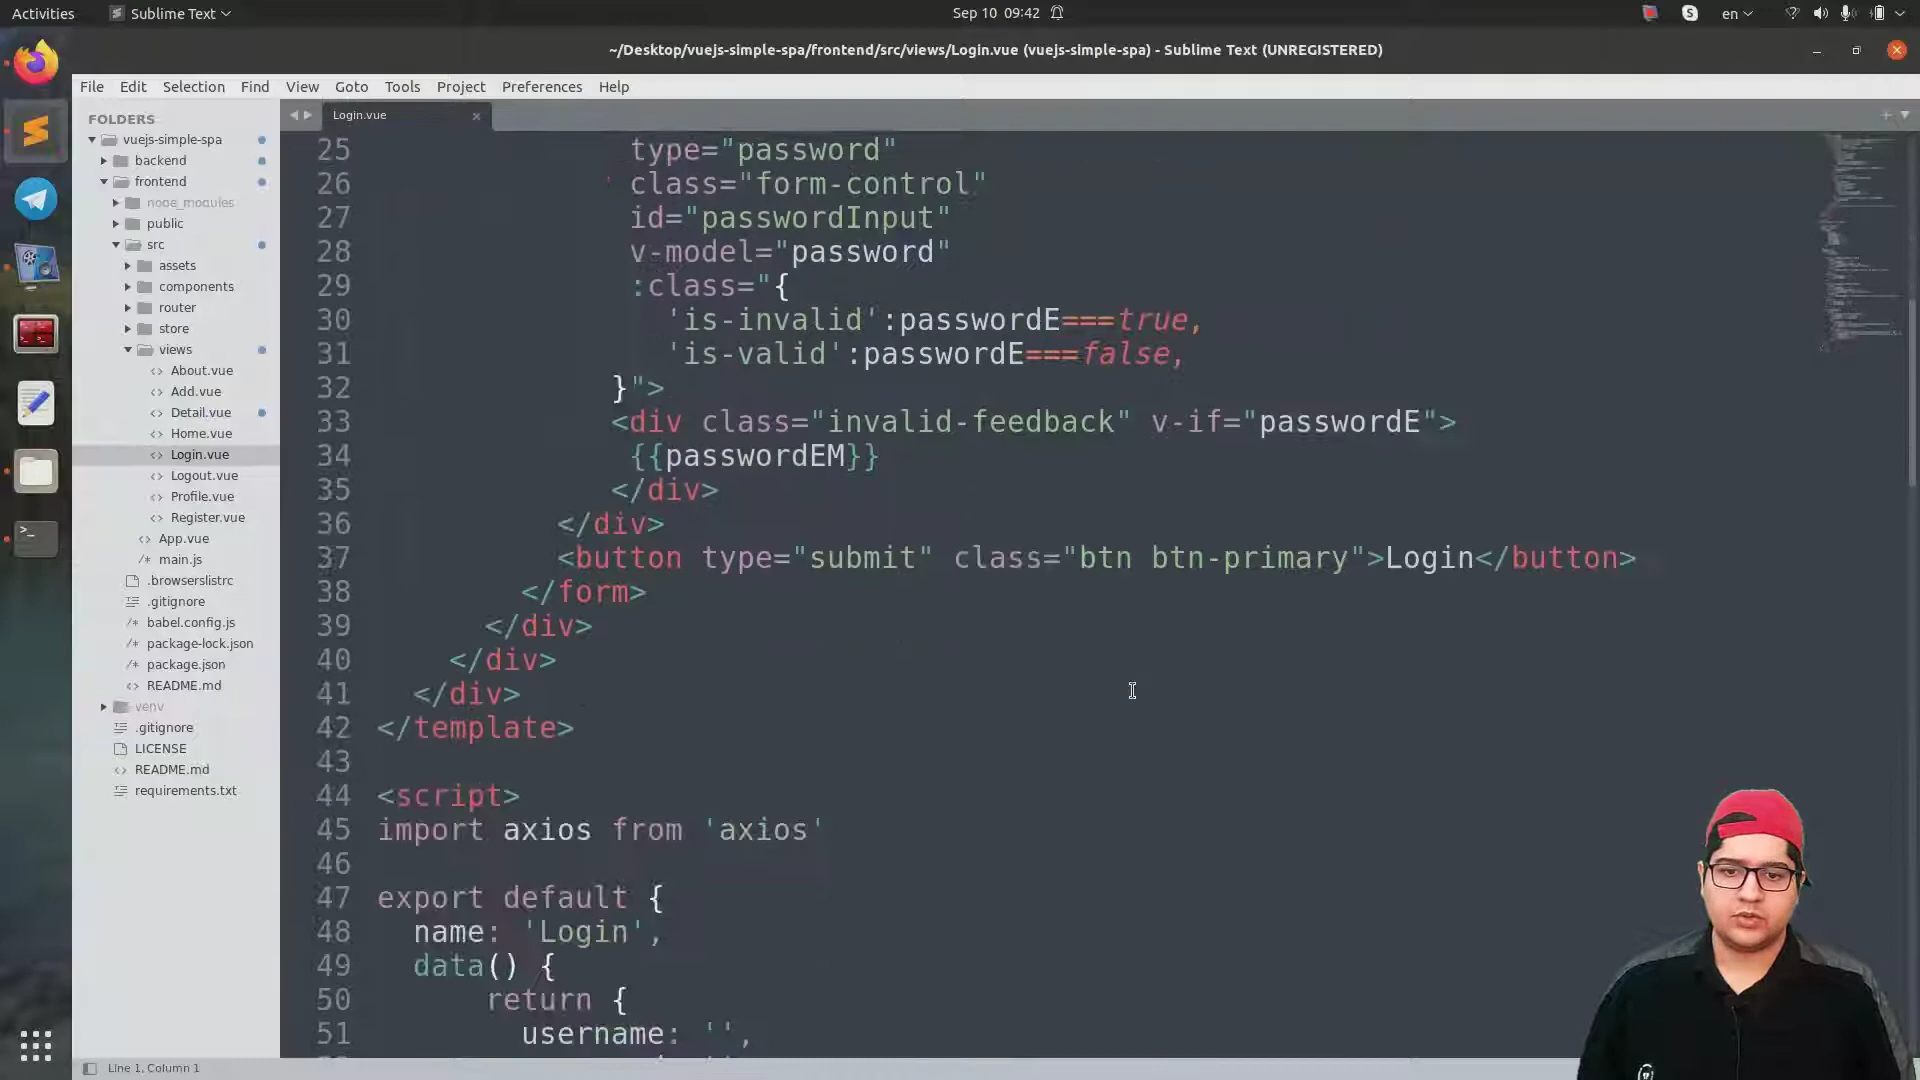 Activities
Sublime Text
Sep 10 09:42
en
~/Desktop/vuejs-simple-spa/frontend/src/views/Login.vue (vuejs-simple-spa) - Sublime Text (UNREGISTERED)
File Edit Selection Find View Goto Tools Project Preferences Help
FOLDERS
vuejs-simple-spa
backend
frontend
node_modules
public
src
assets
components
router
store
views
About.vue
Add.vue
Detail.vue
Home.vue
Login.vue
Logout.vue
Profile.vue
Register.vue
App.vue
main.js
.browserslistrc
.gitignore
babel.config.js
package-lock.json
package.json
README.md
venv
.gitignore
LICENSE
README.md
requirements.txt
Login.vue
25 type="password"
26 class="form-control"
27 id="passwordInput"
28 v-model="password"
29 :class="{
30 'is-invalid':passwordE===true,
31 'is-valid':passwordE===false,
32 }">
33 <div class="invalid-feedback" v-if="passwordE">
34 {{passwordEM}}
35 </div>
36 </div>
37 <button type="submit" class="btn btn-primary">Login</button>
38 </form>
39 </div>
40 </div>
41 </div>
42 </template>
43
44 <script>
45 import axios from 'axios'
46
47 export default {
48 name: 'Login',
49 data() {
50 return {
51 username: '',
Line 1, Column 1